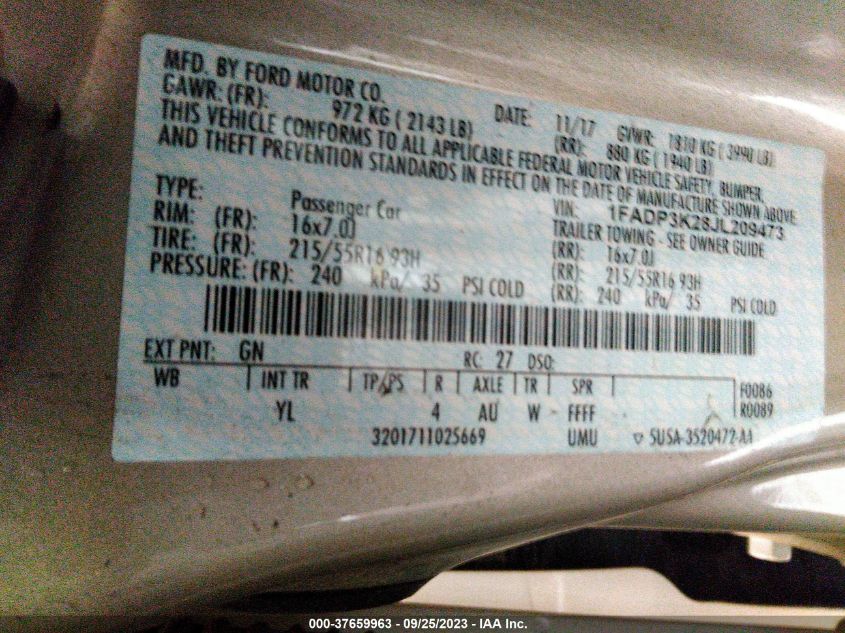 MFD. BY FORD MOTOR CO.
DATE: 11/17 GVWR: 1810 KG ( 3990 LB)
GAWR: (FR): 972 KG ( 2143 LB) (RR): 880 KG ( 1940 LB)
THIS VEHICLE CONFORMS TO ALL APPLICABLE FEDERAL MOTOR VEHICLE SAFETY, BUMPER,
AND THEFT PREVENTION STANDARDS IN EFFECT ON THE DATE OF MANUFACTURE SHOWN ABOVE
VIN: 1FADP3K28JL209473
TYPE: Passenger Car TRAILER TOWING - SEE OWNER GUIDE
RIM: (FR): 16x7.0J (RR): 16x7.0J
TIRE: (FR): 215/55R16 93H (RR): 215/55R16 93H
PRESSURE: (FR): 240 kPa/ 35 PSI COLD (RR): 240 kPa/ 35 PSI COLD
EXT PNT: GN RC: 27 DSO:
WB INT TR TP/PS R AXLE TR SPR F0086
YL 4 AU W FFFF R0089
3201711025669 UMU ▽ 5USA-3520472-AA
000-37659963 - 09/25/2023 - IAA Inc.